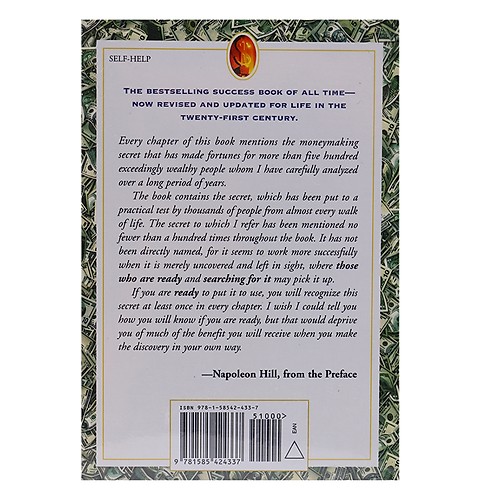 SELF-HELP
THE BESTSELLING SUCCESS BOOK OF ALL TIME—
NOW REVISED AND UPDATED FOR LIFE IN THE
TWENTY-FIRST CENTURY.
Every chapter of this book mentions the moneymaking
secret that has made fortunes for more than five hundred
exceedingly wealthy people whom I have carefully analyzed
over a long period of years.
The book contains the secret, which has been put to a
practical test by thousands of people from almost every walk
of life. The secret to which I refer has been mentioned no
fewer than a hundred times throughout the book. It has not
been directly named, for it seems to work more successfully
when it is merely uncovered and left in sight, where those
who are ready and searching for it may pick it up.
If you are ready to put it to use, you will recognize this
secret at least once in every chapter. I wish I could tell you
how you will know if you are ready, but that would deprive
you of much of the benefit you will receive when you make
the discovery in your own way.
—Napoleon Hill, from the Preface
ISBN 978-1-58542-433-7
51000>
EAN
9 781585 424337